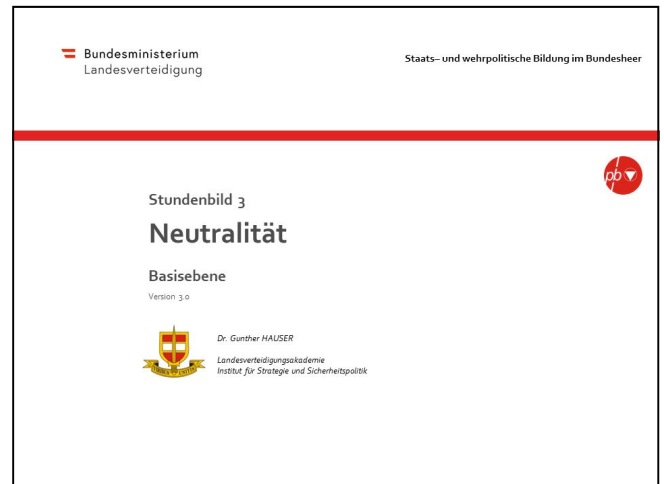 Bundesministerium
Landesverteidigung
Staats– und wehrpolitische Bildung im Bundesheer
pb
Stundenbild 3
Neutralität
Basisebene
Version 3.0
Dr. Gunther HAUSER
Landesverteidigungsakademie
Institut für Strategie und Sicherheitspolitik